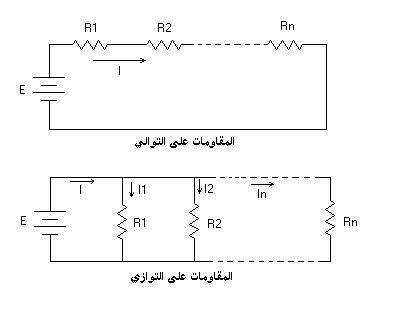 R1 R2 Rn
E
I
المقاومات على التوالي
I I1 I2 In
E R1 R2 Rn
المقاومات على التوازي